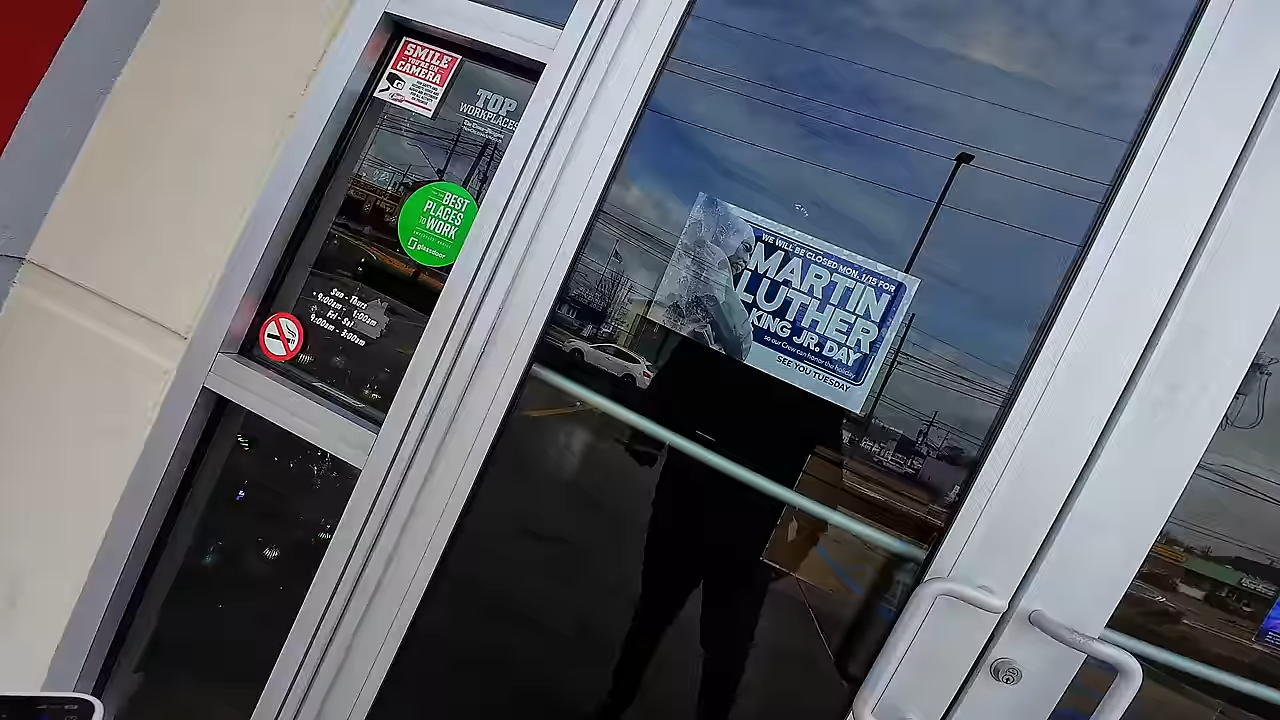 SMILE
YOU'RE ON
CAMERA
TOP
WORKPLACES
BEST
PLACES
TO WORK
EMPLOYEES' CHOICE
glassdoor
Sun - Thurs
Fri - Sat
WE WILL BE CLOSED MON. 1/15 FOR
MARTIN
LUTHER
KING JR. DAY
so our Crew can honor the holiday.
SEE YOU TUESDAY